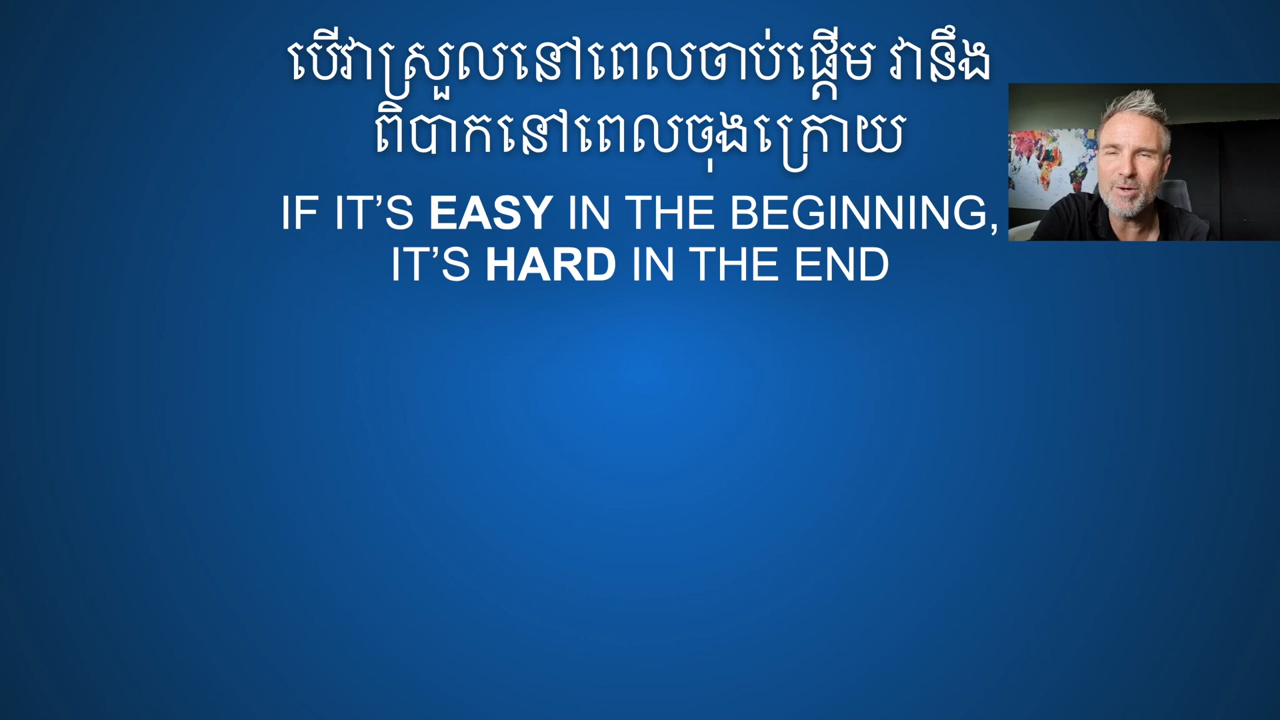 បើវាស្រួលនៅពេលចាប់ផ្តើម វានឹង
ពិបាកនៅពេលចុងក្រោយ
IF IT’S EASY IN THE BEGINNING,
IT’S HARD IN THE END